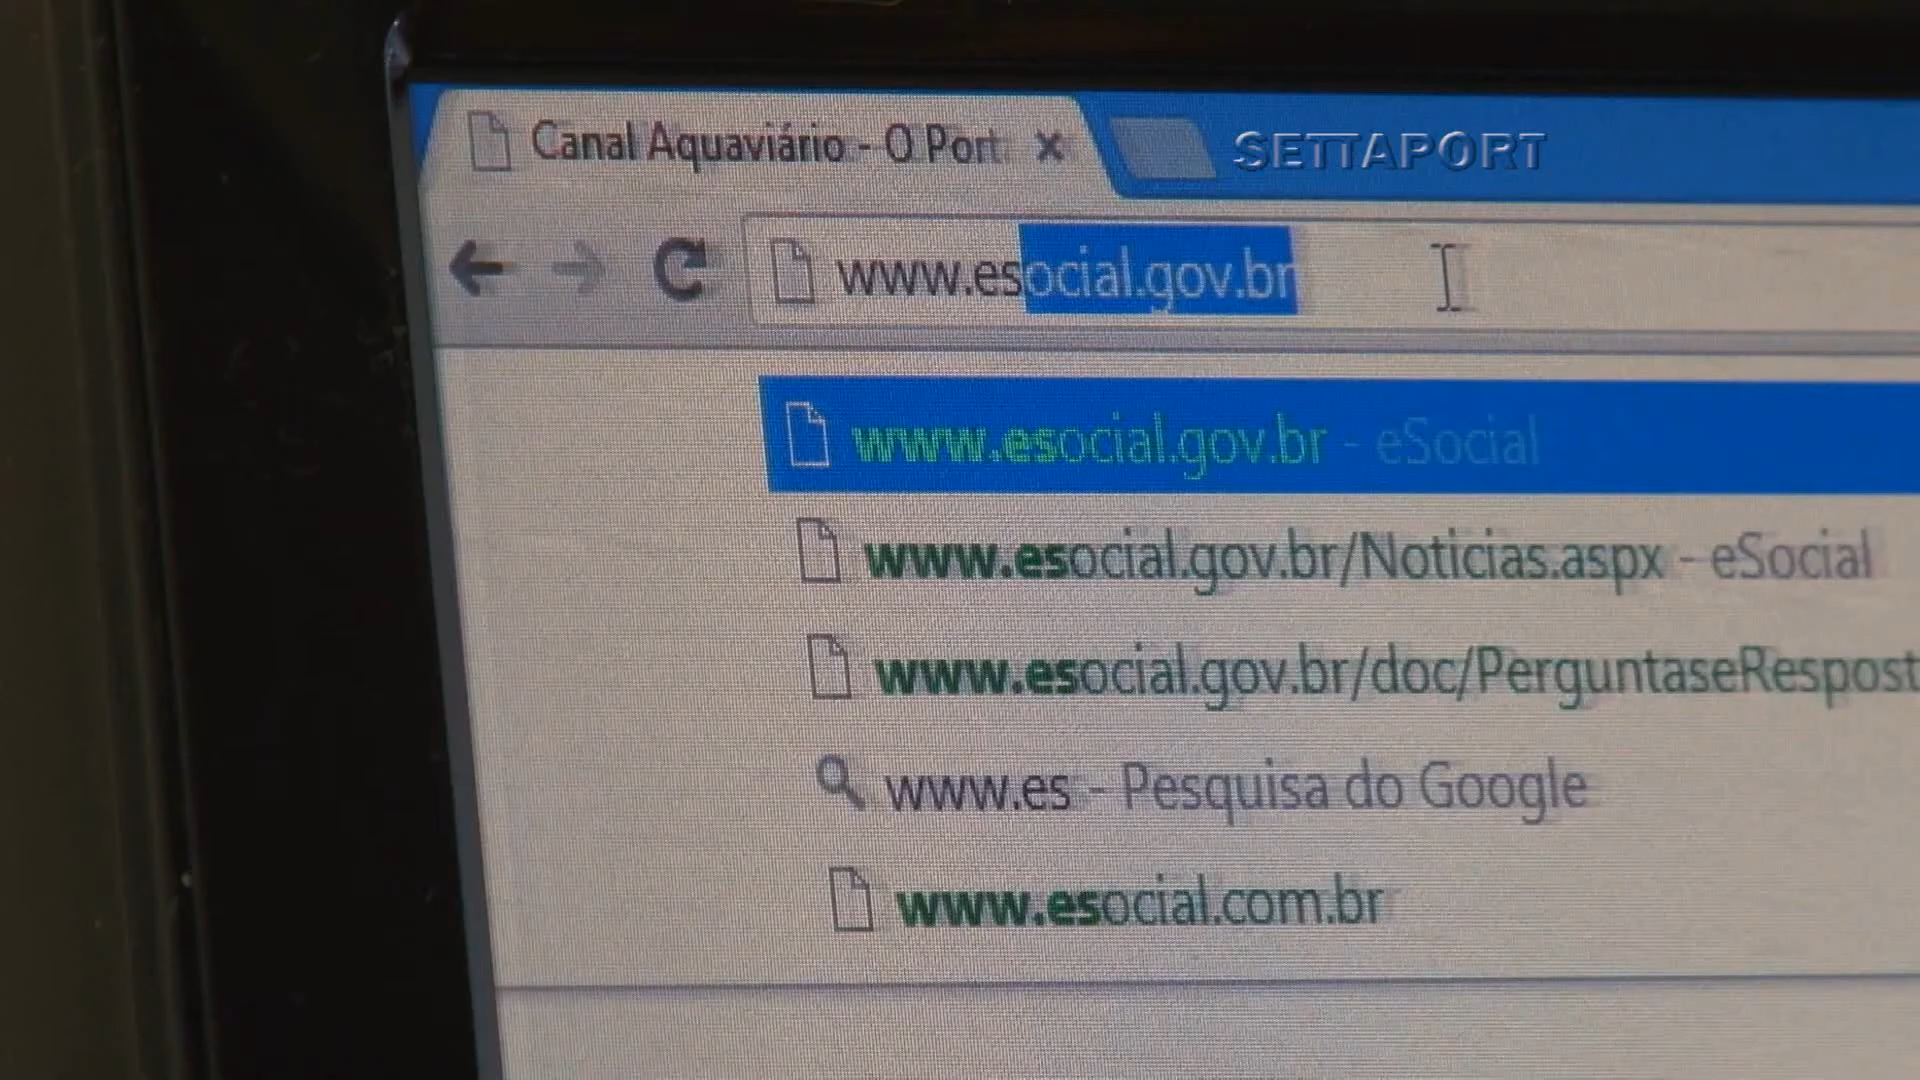 Canal Aquaviário - O Port
SETTAPORT
www.esocial.gov.br
www.esocial.gov.br - eSocial
www.esocial.gov.br/Noticias.aspx - eSocial
www.esocial.gov.br/doc/PerguntaseRespost
www.es - Pesquisa do Google
www.esocial.com.br